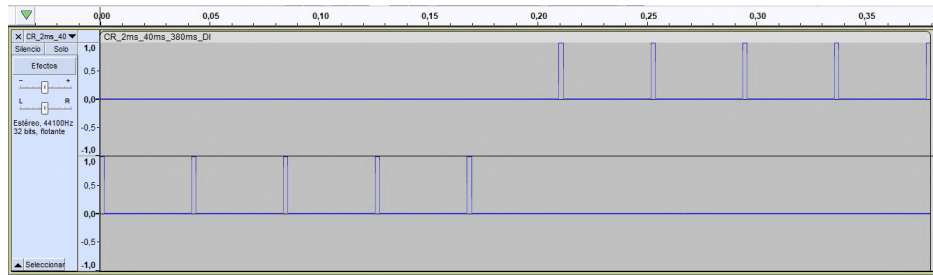 0,00 0,05 0,10 0,15 0,20 0,25 0,30 0,35
CR_2ms_40 CR_2ms_40ms_380ms_DI
Silencio Solo 1,0
Efectos 0,5
- +
0,0
L R
Estéreo, 44100Hz -0,5
32 bits, flotante
-1,0
1,0
0,5
0,0
-0,5
Seleccionar -1,0